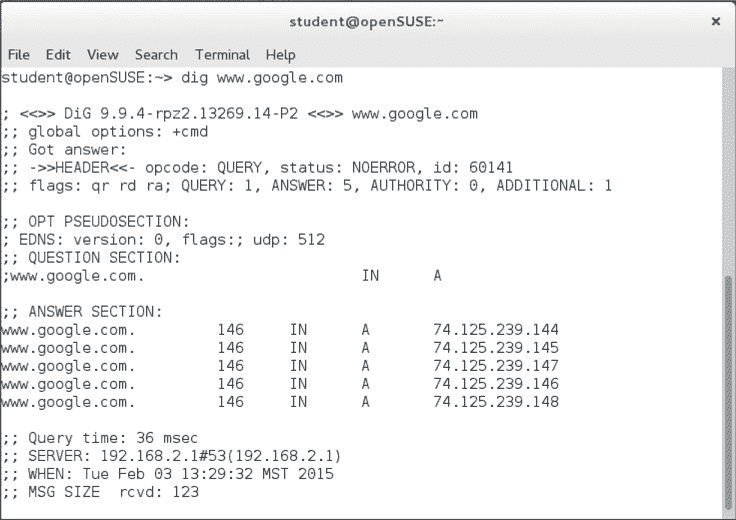 student@openSUSE:~
×
File Edit View Search Terminal Help
student@openSUSE:~> dig www.google.com
; <<>> DiG 9.9.4-rpz2.13269.14-P2 <<>> www.google.com
;; global options: +cmd
;; Got answer:
;; ->>HEADER<<- opcode: QUERY, status: NOERROR, id: 60141
;; flags: qr rd ra; QUERY: 1, ANSWER: 5, AUTHORITY: 0, ADDITIONAL: 1
;; OPT PSEUDOSECTION:
; EDNS: version: 0, flags:; udp: 512
;; QUESTION SECTION:
;www.google.com. IN A
;; ANSWER SECTION:
www.google.com. 146 IN A 74.125.239.144
www.google.com. 146 IN A 74.125.239.145
www.google.com. 146 IN A 74.125.239.147
www.google.com. 146 IN A 74.125.239.146
www.google.com. 146 IN A 74.125.239.148
;; Query time: 36 msec
;; SERVER: 192.168.2.1#53(192.168.2.1)
;; WHEN: Tue Feb 03 13:29:32 MST 2015
;; MSG SIZE rcvd: 123